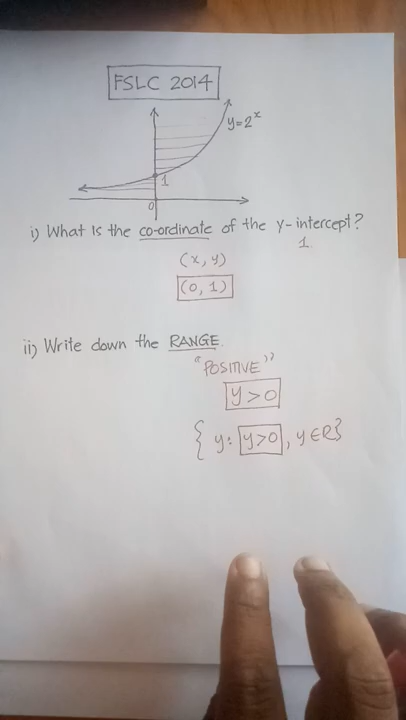 FSLC 2014
y=2^x
1
0
i) What is the co-ordinate of the y-intercept?
1.
(x, y)
(0, 1)
ii) Write down the RANGE.
"POSITIVE"
y>0
{ y: y>0, y∈R}